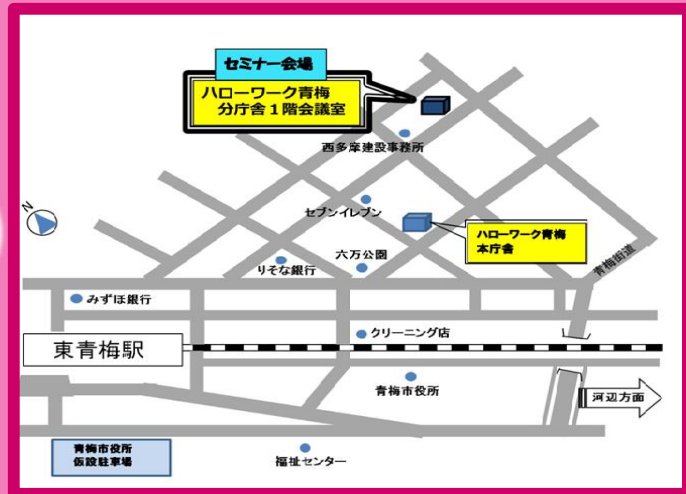 セミナー会場
ハローワーク青梅
分庁舎１階会議室
西多摩建設事務所
N
セブンイレブン
ハローワーク青梅
本庁舎
六万公園
りそな銀行
青梅街道
みずほ銀行
クリーニング店
東青梅駅
青梅市役所
河辺方面
青梅市役所
仮設駐車場
福祉センター